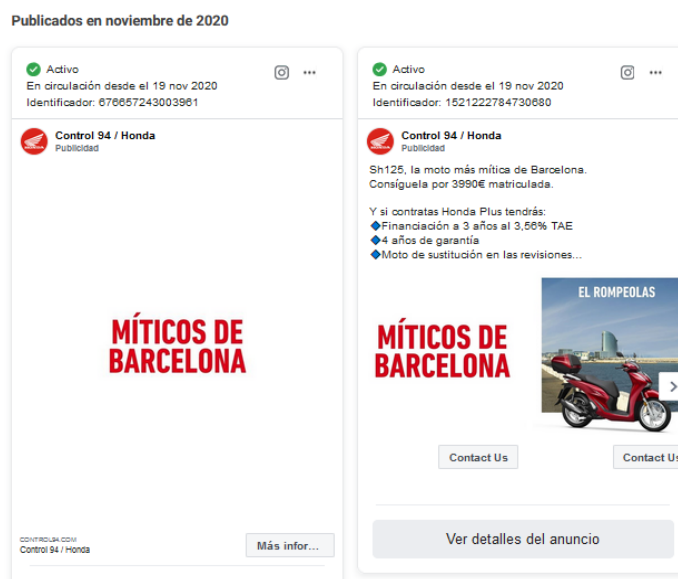 Publicados en noviembre de 2020
Activo
En circulación desde el 19 nov 2020
Identificador: 676657243003961
Control 94 / Honda
Publicidad
MÍTICOS DE
BARCELONA
CONTROL94.COM
Control 94 / Honda
Más infor...
Activo
En circulación desde el 19 nov 2020
Identificador: 1521222784730680
Control 94 / Honda
Publicidad
Sh125, la moto más mítica de Barcelona.
Consíguela por 3990€ matriculada.
Y si contratas Honda Plus tendrás:
🔷Financiación a 3 años al 3,56% TAE
🔷4 años de garantía
🔷Moto de sustitución en las revisiones...
MÍTICOS DE
BARCELONA
EL ROMPEOLAS
Contact Us
Contact Us
Ver detalles del anuncio